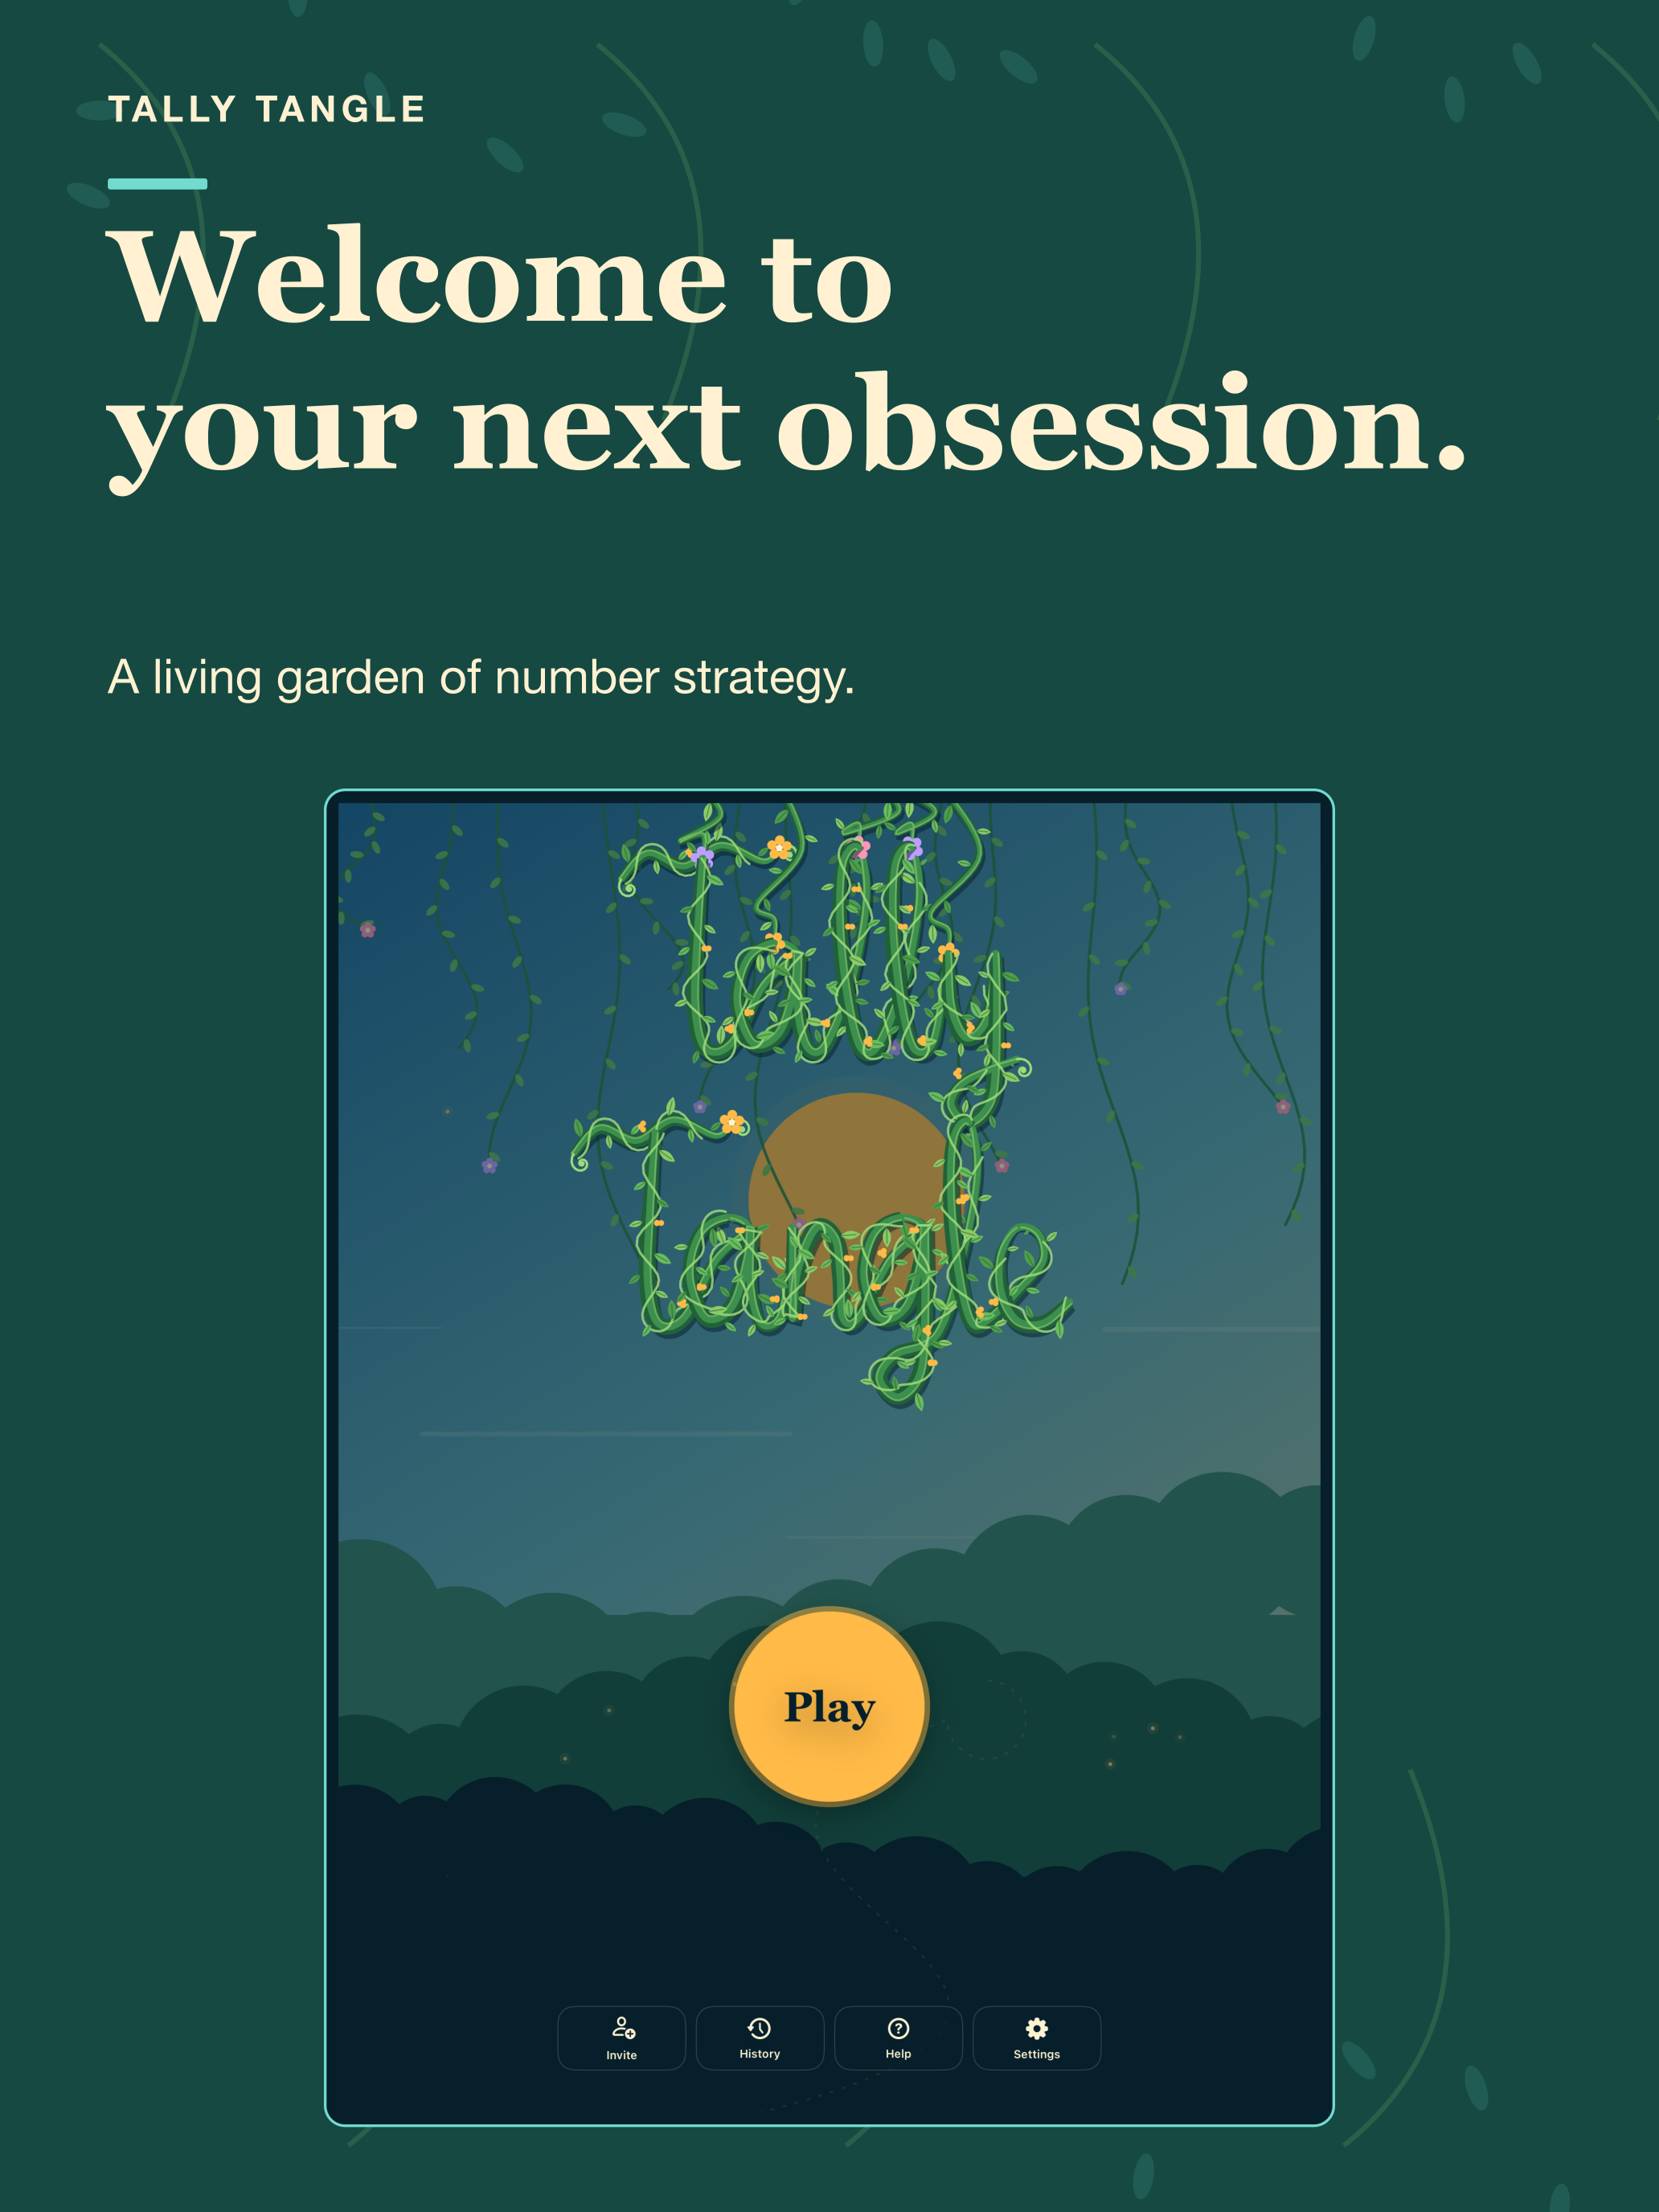 TALLY TANGLE
Welcome to
your next obsession.
A living garden of number strategy.
Tally
Tangle
Play
Invite
History
Help
Settings